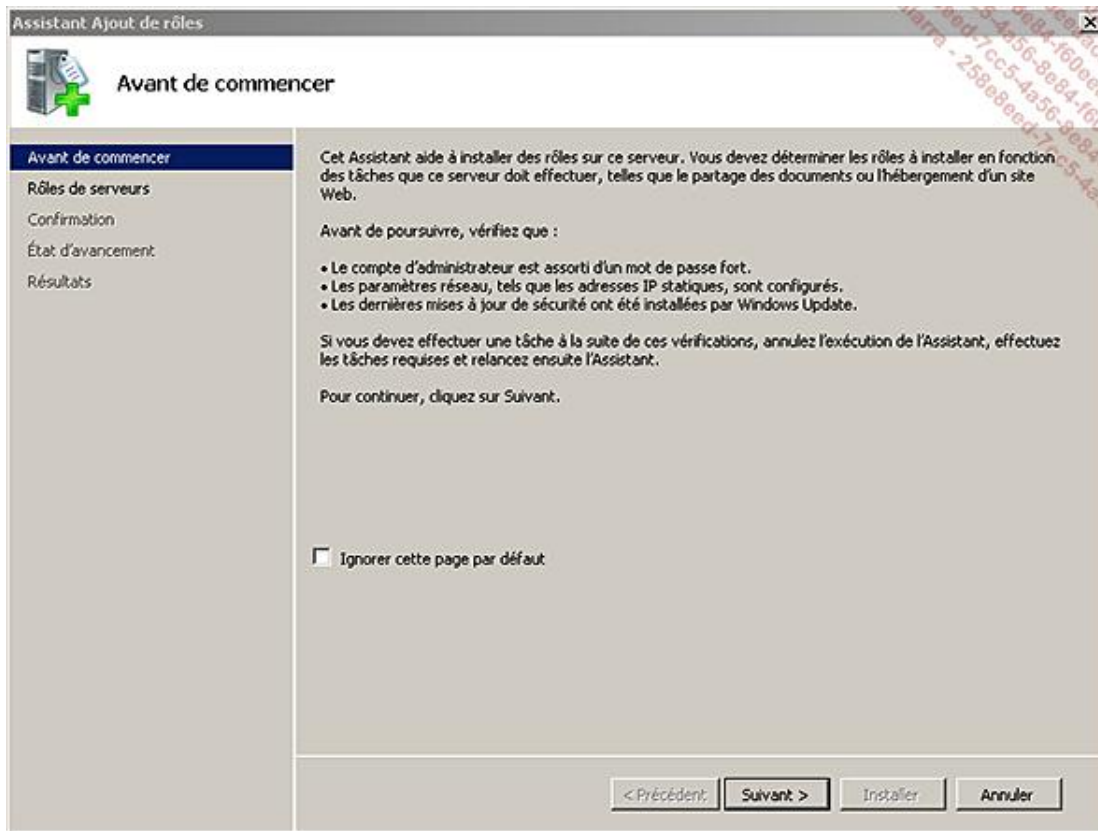 Assistant Ajout de rôles
Avant de commencer
Avant de commencer
Rôles de serveurs
Confirmation
État d'avancement
Résultats
Cet Assistant aide à installer des rôles sur ce serveur. Vous devez déterminer les rôles à installer en fonction
des tâches que ce serveur doit effectuer, telles que le partage des documents ou l'hébergement d'un site
Web.
Avant de poursuivre, vérifiez que :
• Le compte d'administrateur est assorti d'un mot de passe fort.
• Les paramètres réseau, tels que les adresses IP statiques, sont configurés.
• Les dernières mises à jour de sécurité ont été installées par Windows Update.
Si vous devez effectuer une tâche à la suite de ces vérifications, annulez l'exécution de l'Assistant, effectuez
les tâches requises et relancez ensuite l'Assistant.
Pour continuer, cliquez sur Suivant.
Ignorer cette page par défaut
< Précédent
Suivant >
Installer
Annuler